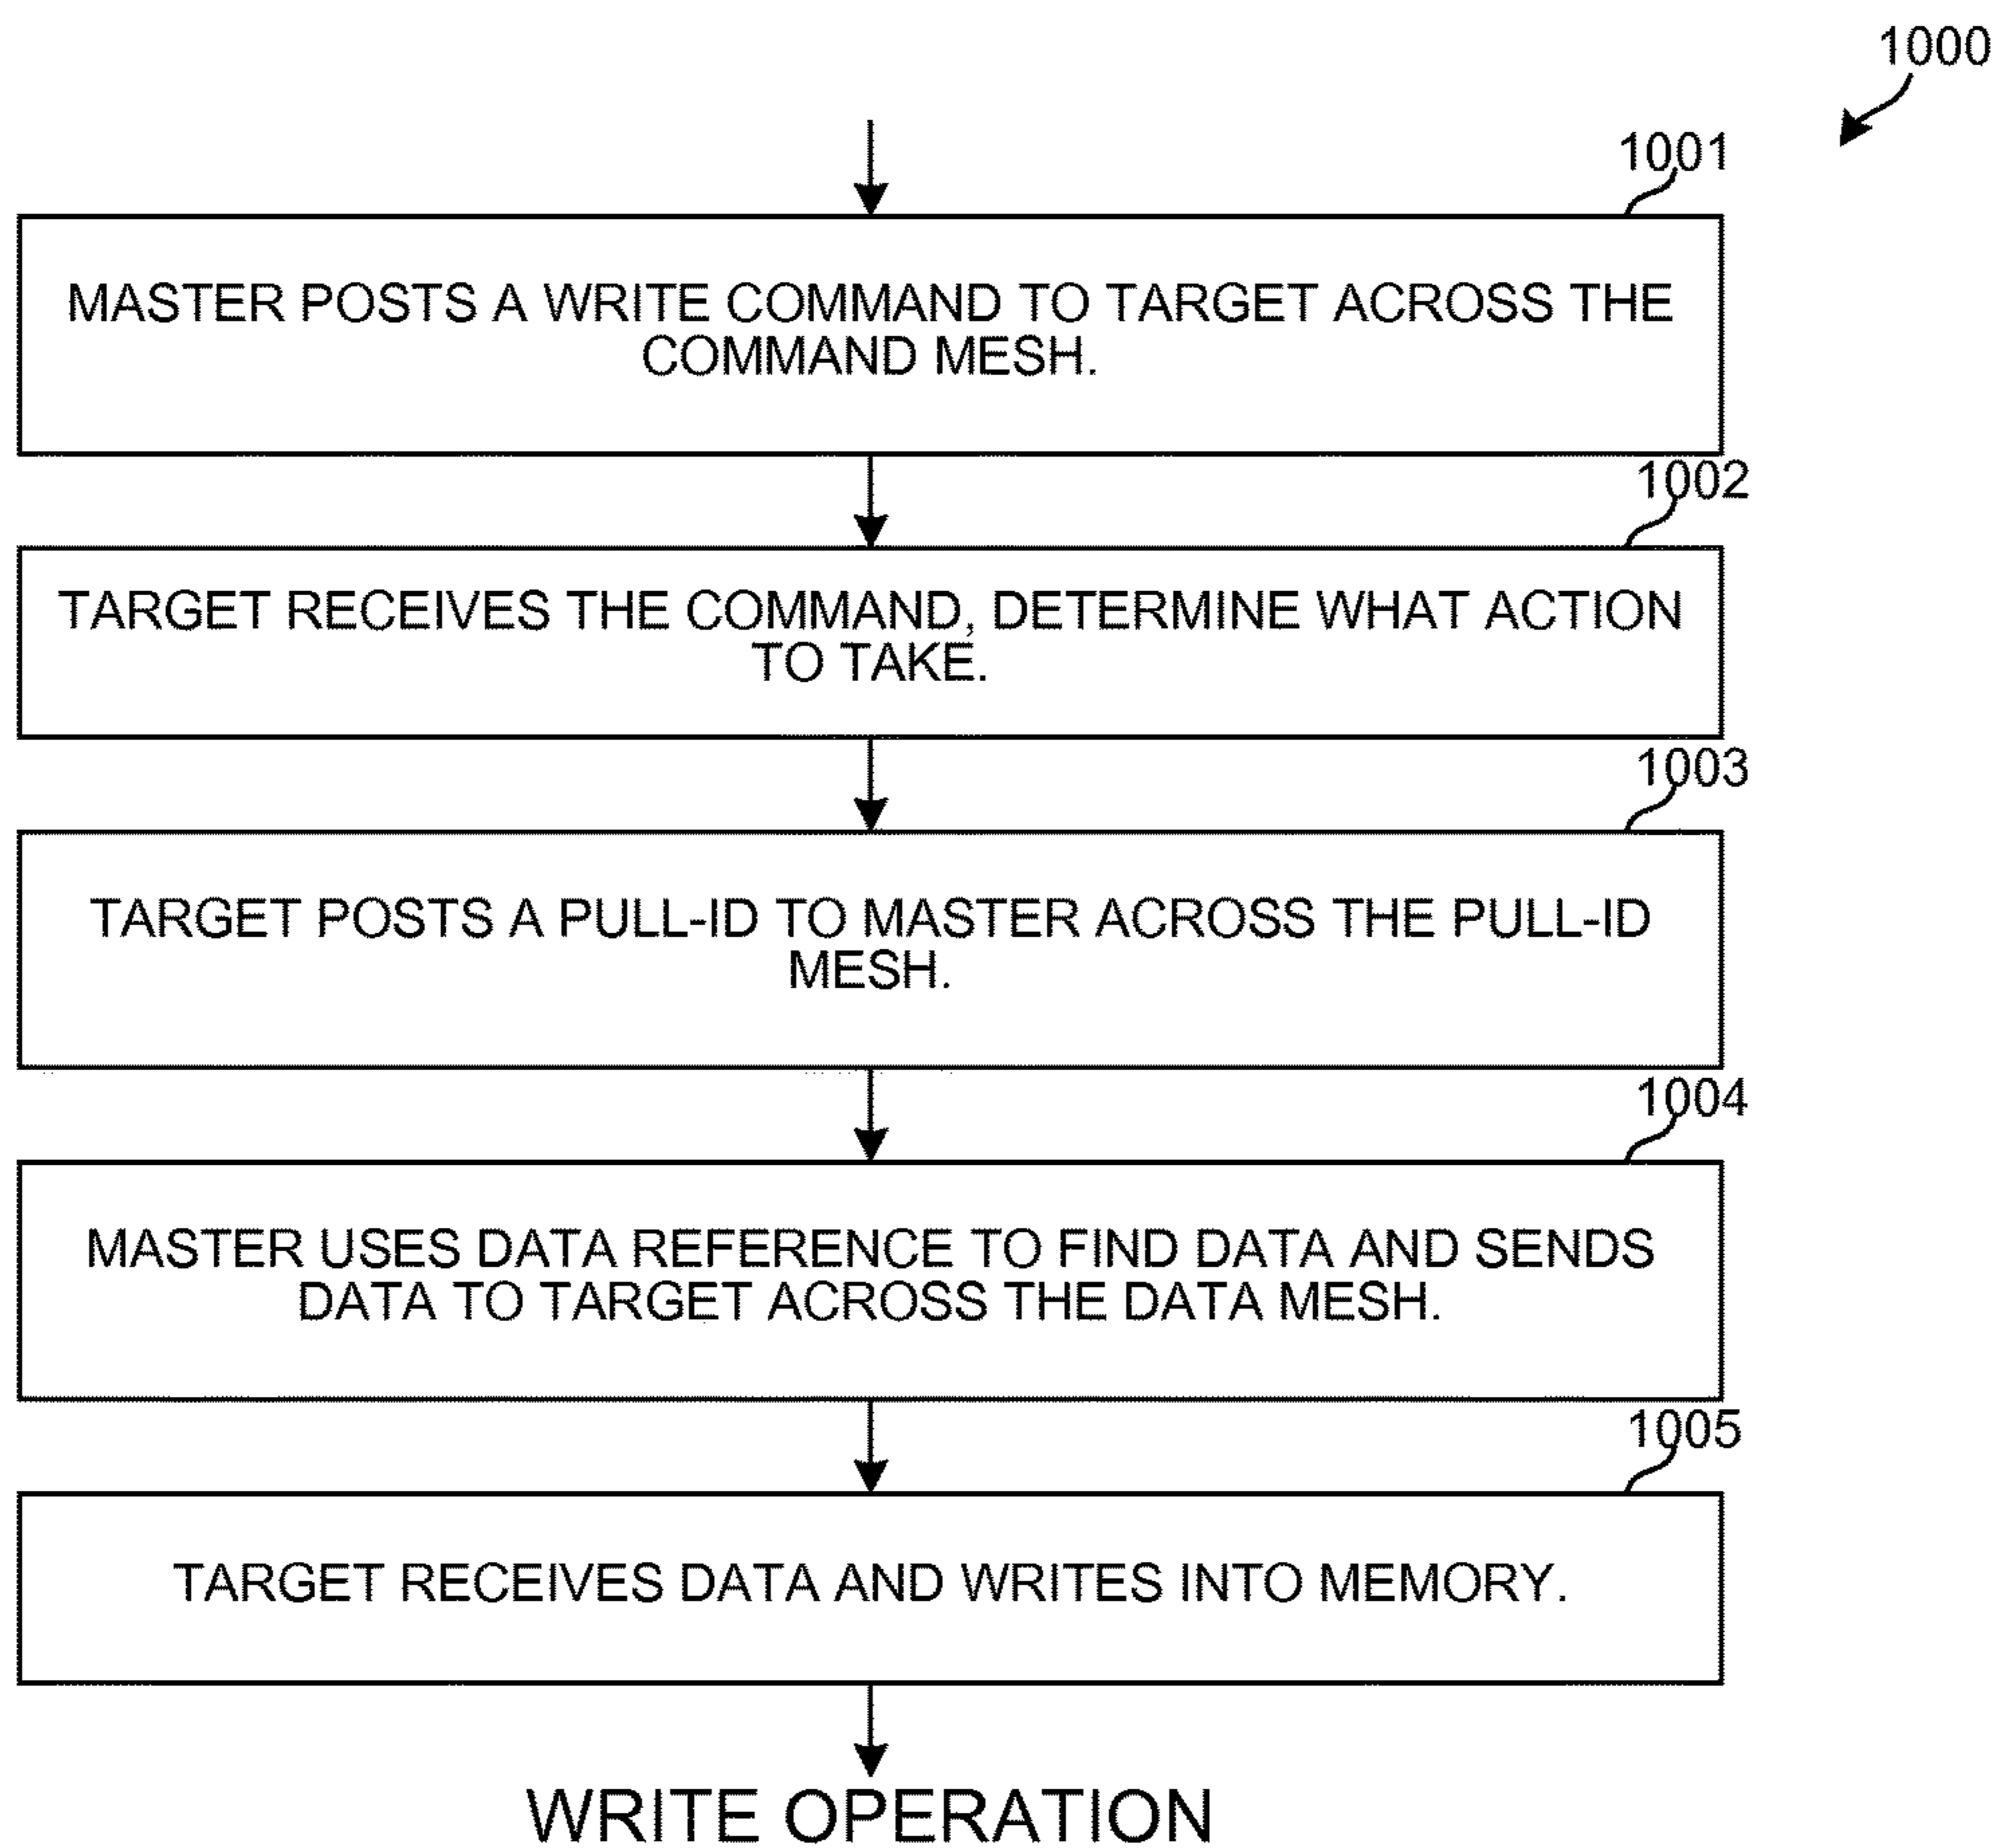 1000
1001
MASTER POSTS A WRITE COMMAND TO TARGET ACROSS THE
COMMAND MESH.
1002
TARGET RECEIVES THE COMMAND, DETERMINE WHAT ACTION
TO TAKE.
1003
TARGET POSTS A PULL-ID TO MASTER ACROSS THE PULL-ID
MESH.
1004
MASTER USES DATA REFERENCE TO FIND DATA AND SENDS
DATA TO TARGET ACROSS THE DATA MESH.
1005
TARGET RECEIVES DATA AND WRITES INTO MEMORY.
WRITE OPERATION